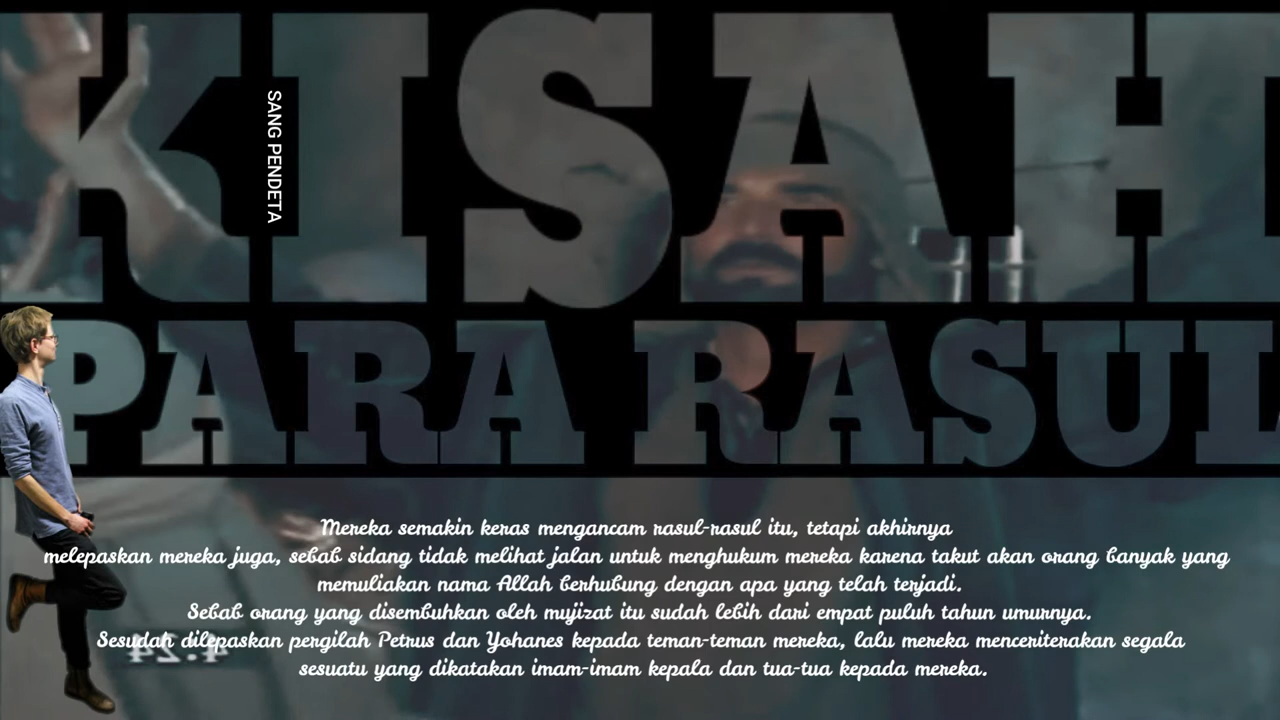 KISAH
SANG PENDETA
PARA RASUL
Mereka semakin keras mengancam rasul-rasul itu, tetapi akhirnya
melepaskan mereka juga, sebab sidang tidak melihat jalan untuk menghukum mereka karena takut akan orang banyak yang
memuliakan nama Allah berhubung dengan apa yang telah terjadi.
Sebab orang yang disembuhkan oleh mujizat itu sudah lebih dari empat puluh tahun umurnya.
Sesudah dilepaskan pergilah Petrus dan Yohanes kepada teman-teman mereka, lalu mereka menceriterakan segala
sesuatu yang dikatakan imam-imam kepala dan tua-tua kepada mereka.